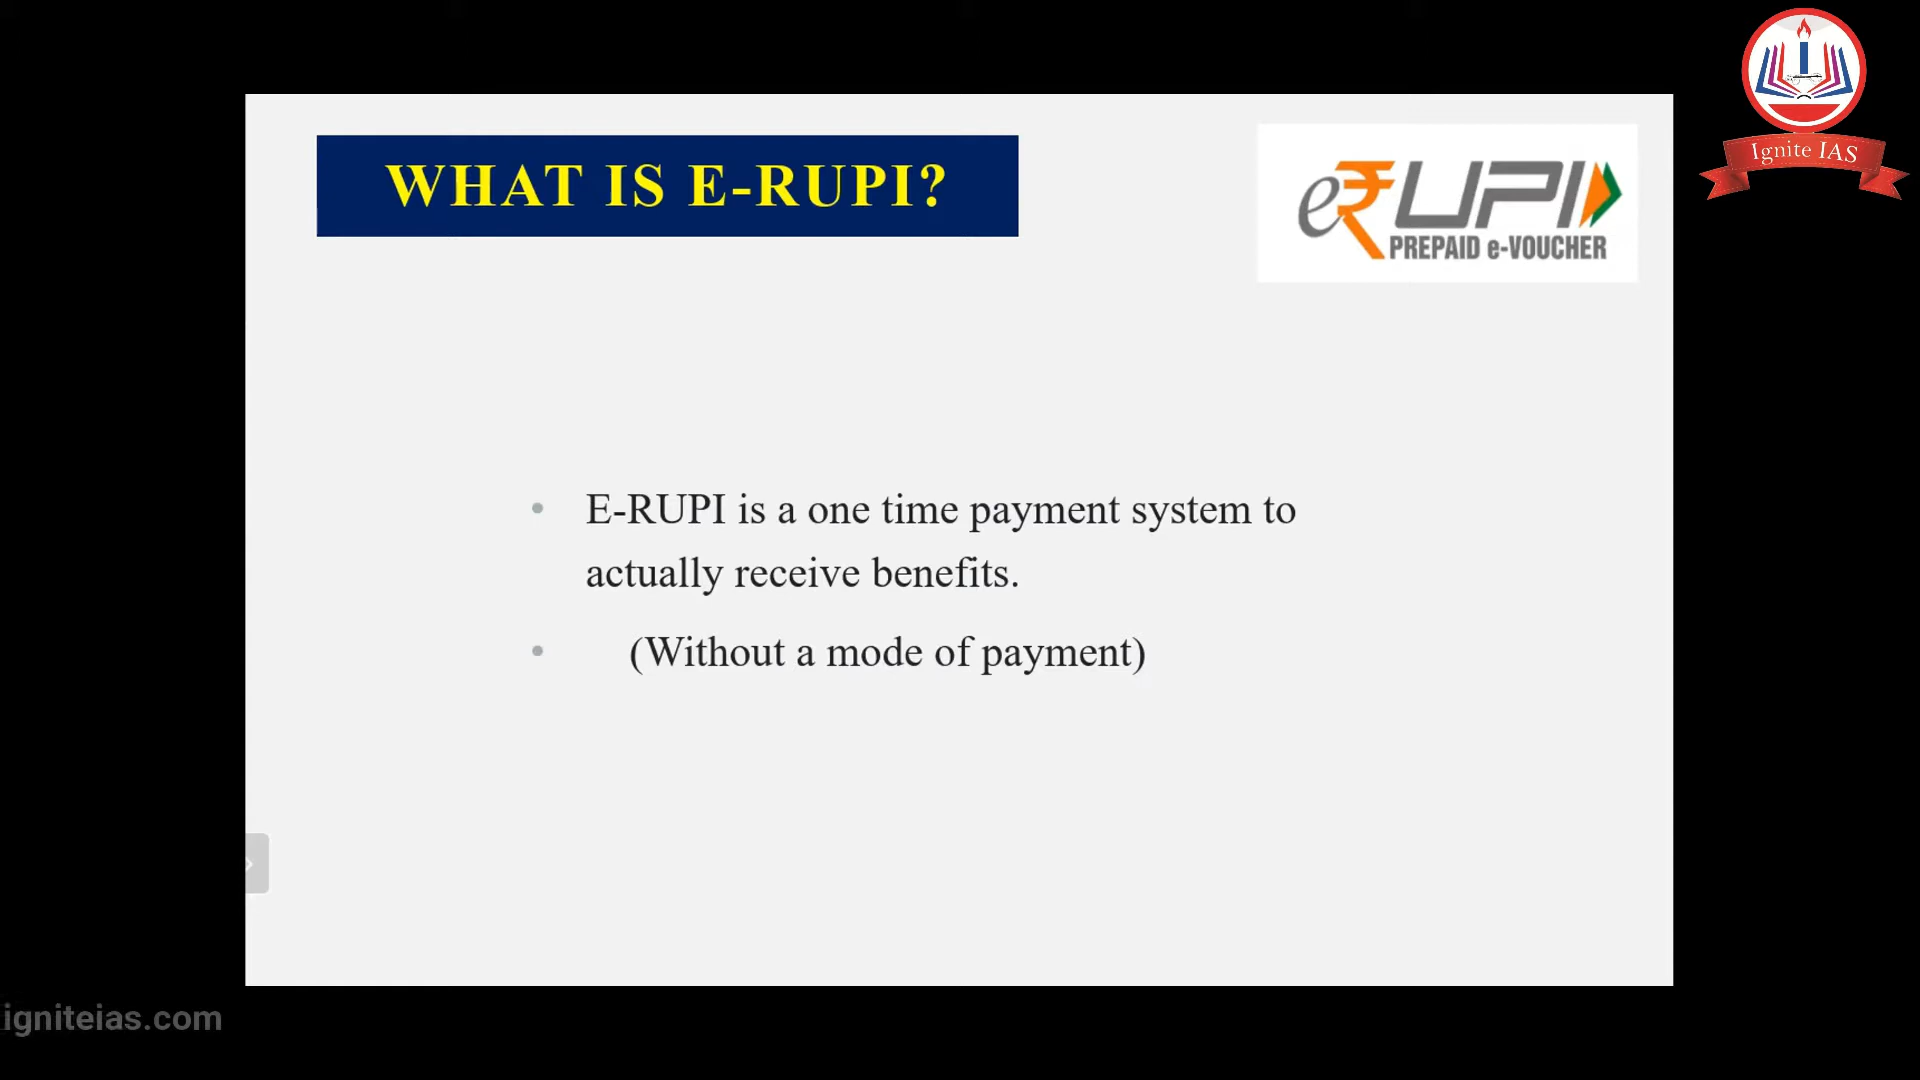 Ignite IAS
WHAT IS E-RUPI?
e₹UPI
PREPAID e-VOUCHER
• E-RUPI is a one time payment system to
actually receive benefits.
• (Without a mode of payment)
igniteias.com